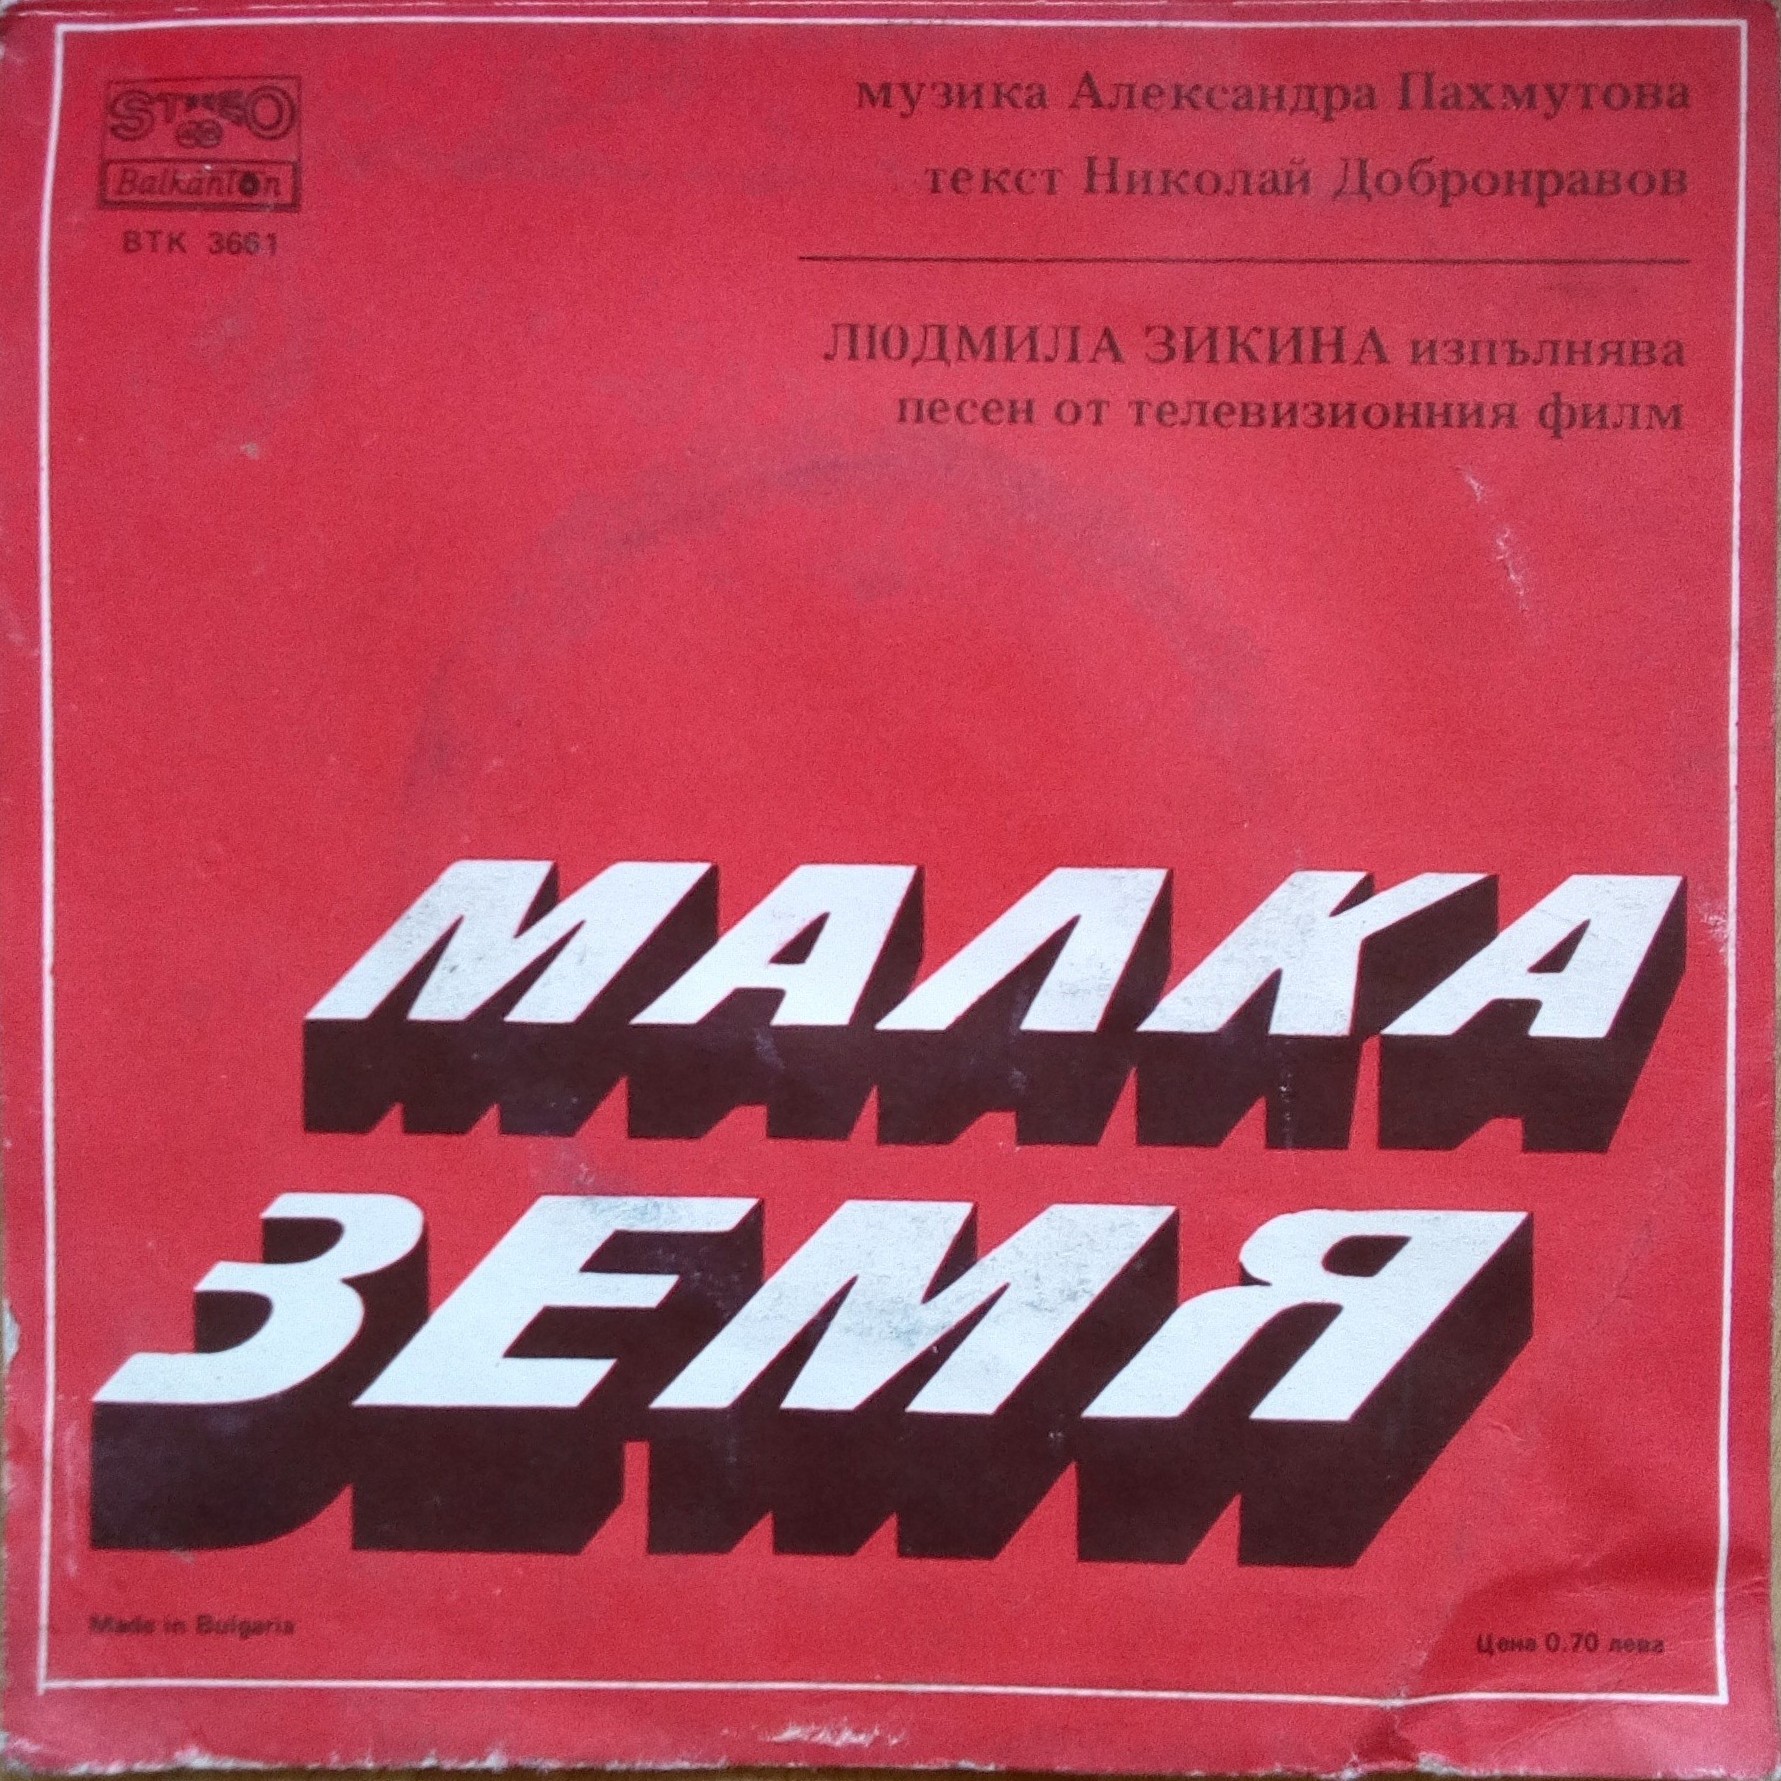 STEREO
Balkanton
ВТК 3661
музика Александра Пахмутова
текст Николай Добронравов
ЛЮДМИЛА ЗИКИНА изпълнява
песен от телевизионния филм
МАЛКА
ЗЕМЯ
Made in Bulgaria
Цена 0.70 лева